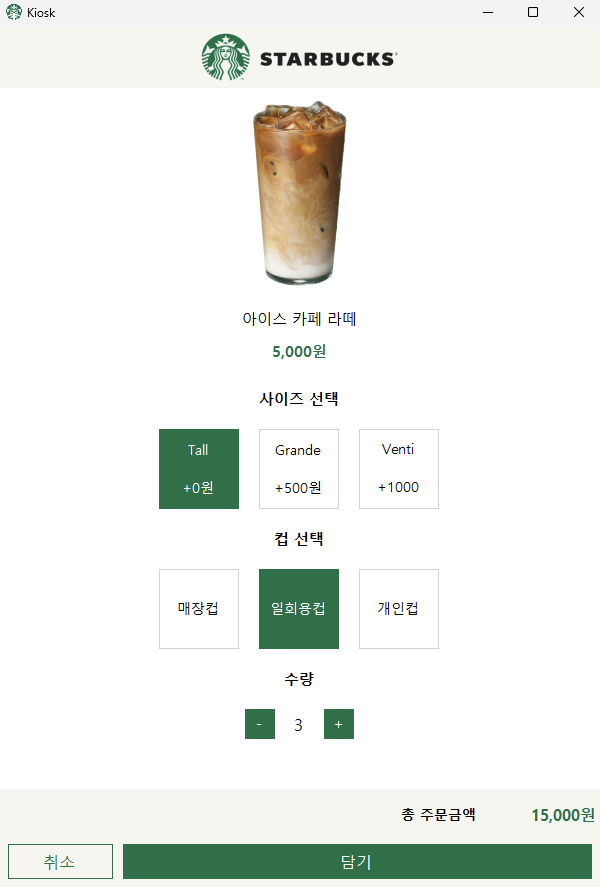 Kiosk
STARBUCKS®
아이스 카페 라떼
5,000원
사이즈 선택
Tall
+0원
Grande
+500원
Venti
+1000
컵 선택
매장컵
일회용컵
개인컵
수량
- 3 +
총 주문금액 15,000원
취소 담기